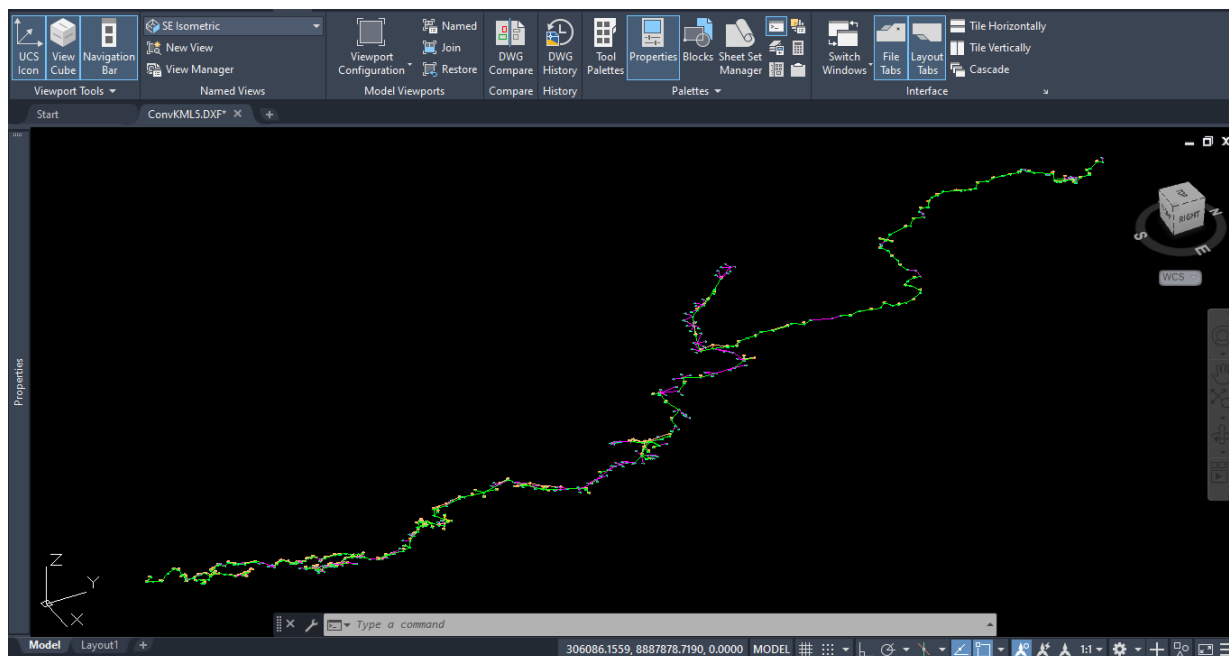 SE Isometric
Named
Tile Horizontally
New View
Join
Tile Vertically
UCS Icon
View Cube
Navigation Bar
View Manager
Viewport Configuration
Restore
DWG Compare
DWG History
Tool Palettes
Properties
Blocks
Sheet Set Manager
Switch Windows
File Tabs
Layout Tabs
Cascade
Viewport Tools
Named Views
Model Viewports
Compare
History
Palettes
Interface
Start
ConvKML5.DXF*
RIGHT
N
S
E
WCS
Properties
Z
Y
X
Type a command
Model
Layout1
306086.1559, 8887878.7190, 0.0000
MODEL
1:1